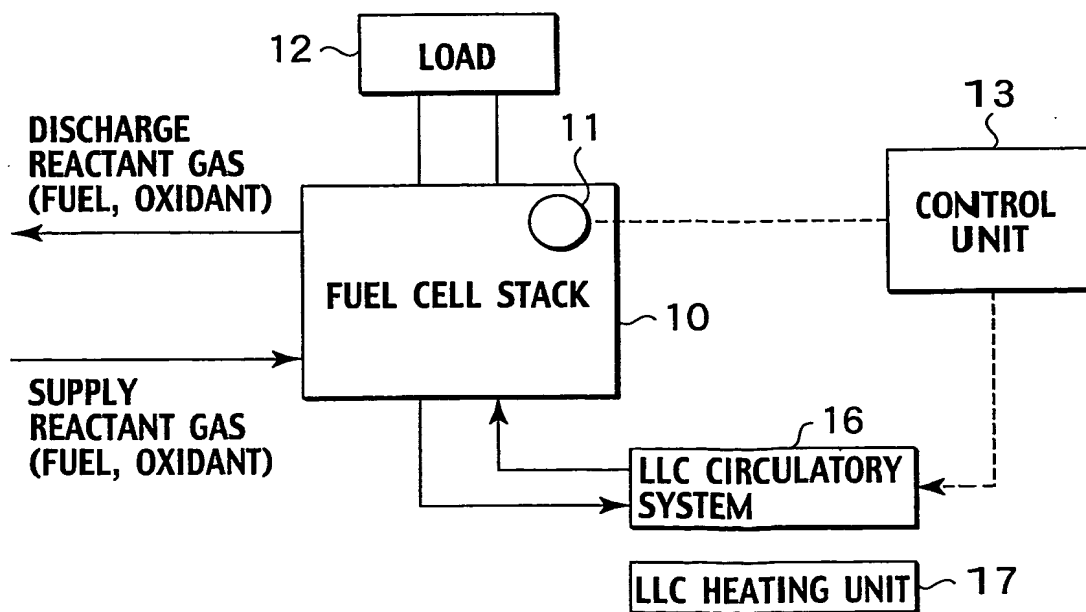 12
LOAD
DISCHARGE
REACTANT GAS
(FUEL, OXIDANT)
11
13
CONTROL
UNIT
FUEL CELL STACK
10
SUPPLY
REACTANT GAS
(FUEL, OXIDANT)
16
LLC CIRCULATORY
SYSTEM
LLC HEATING UNIT
17